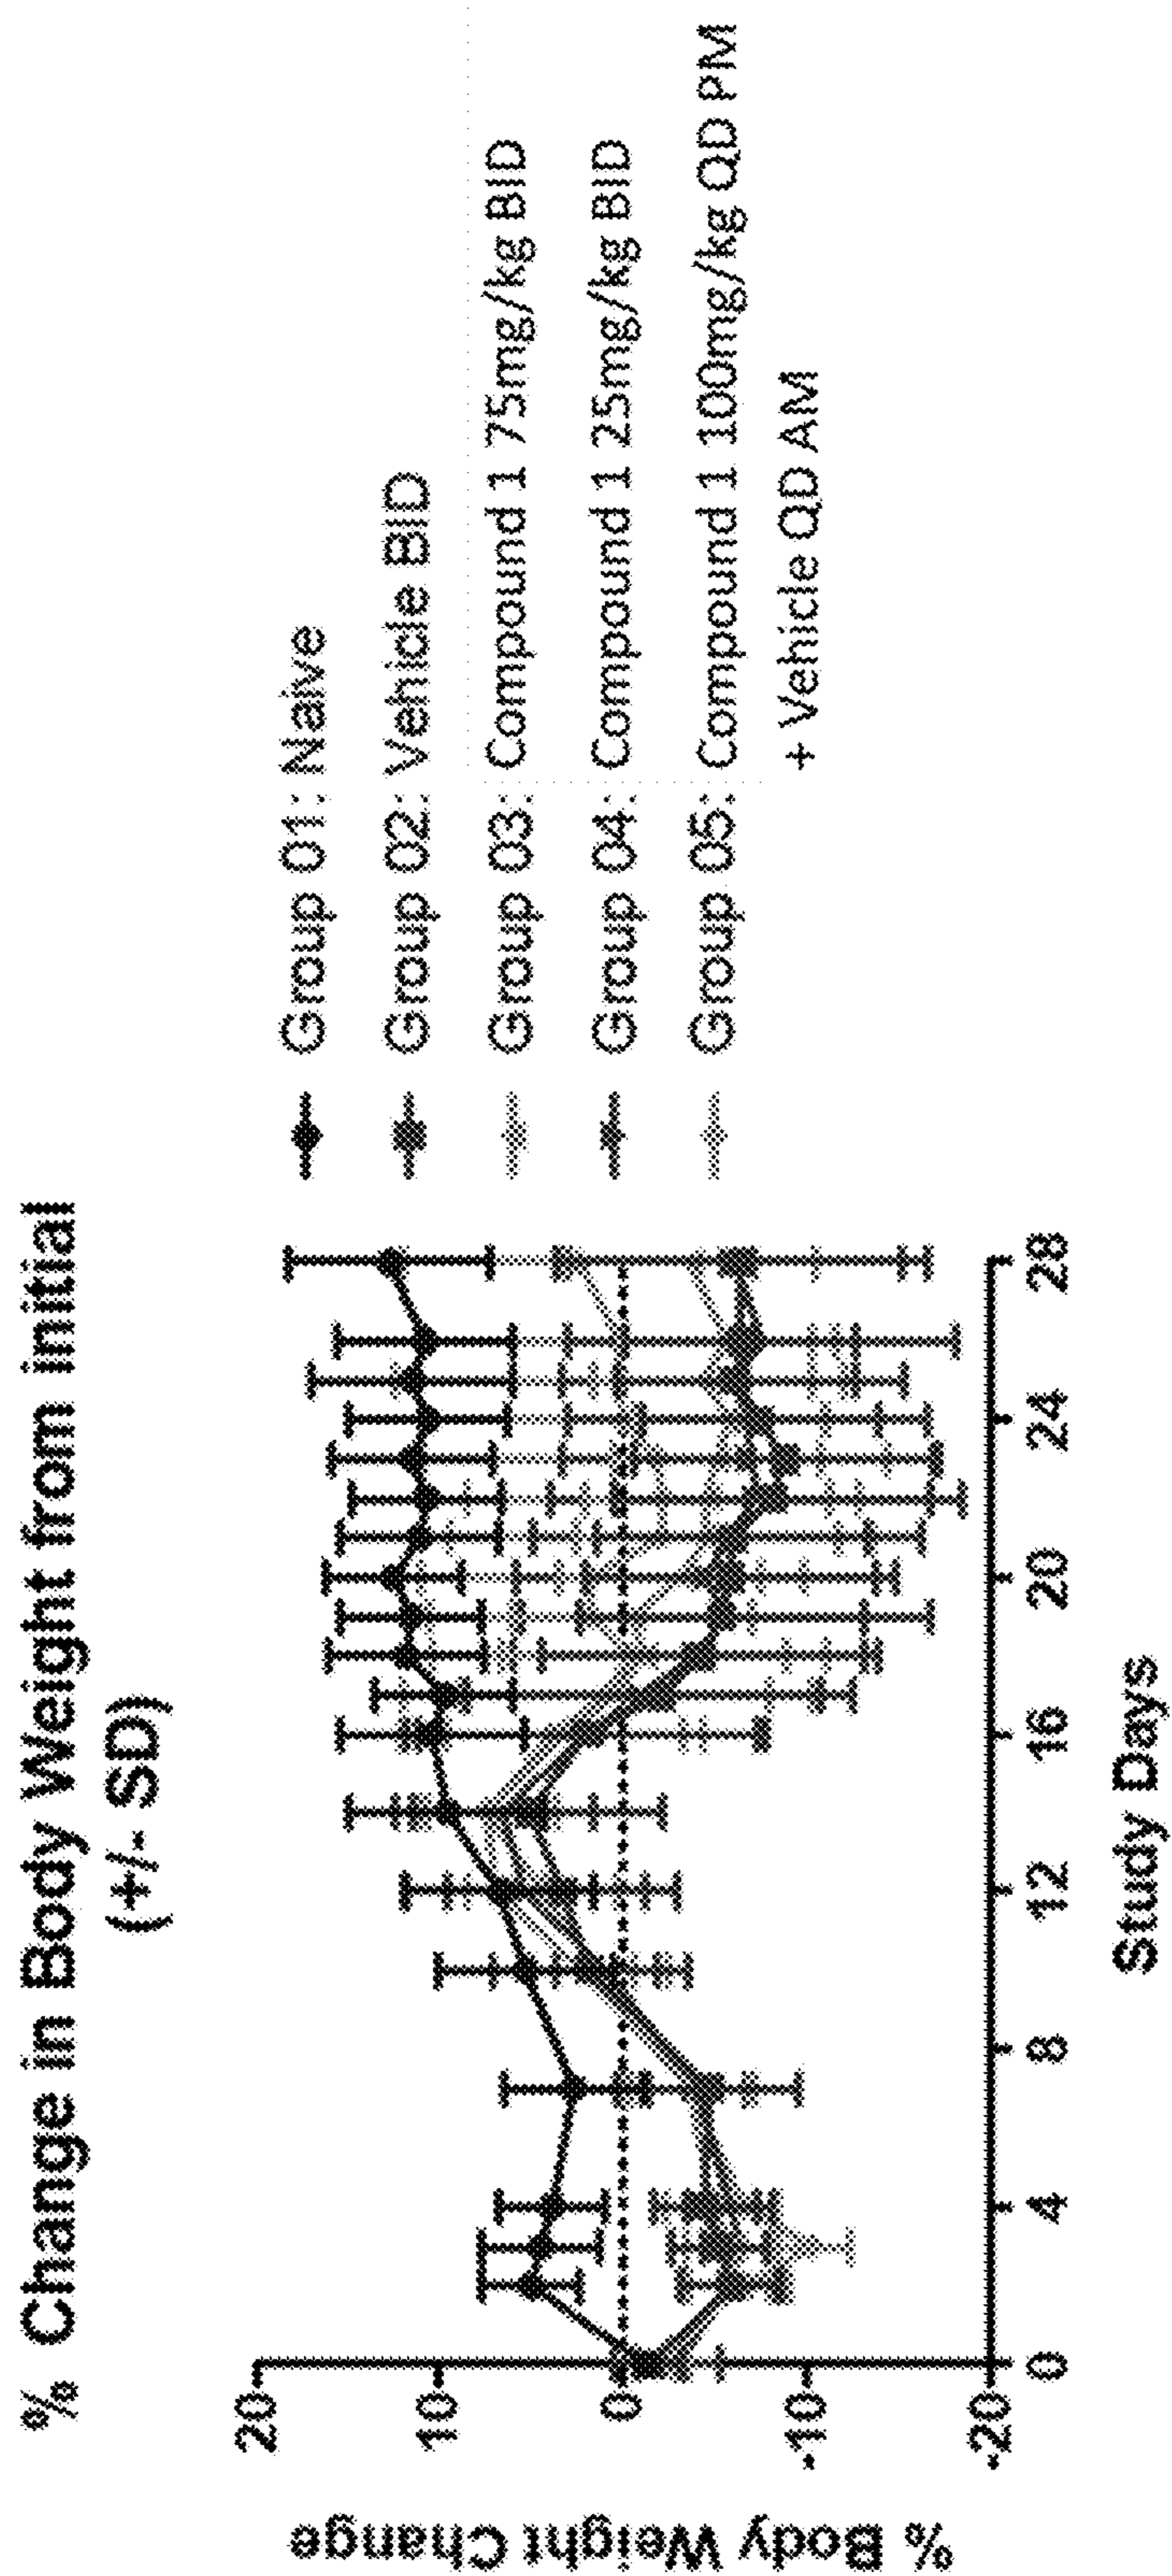 % Change in Body Weight from initial
(+/- SD)
% Body Weight Change
20
10
0
-10
-20
0
4
8
12
16
20
24
28
Study Days
Group 01: Naive
Group 02: Vehicle BID
Group 03: Compound 1 75mg/kg BID
Group 04: Compound 1 25mg/kg BID
Group 05: Compound 1 100mg/kg QD PM
+ Vehicle QD AM